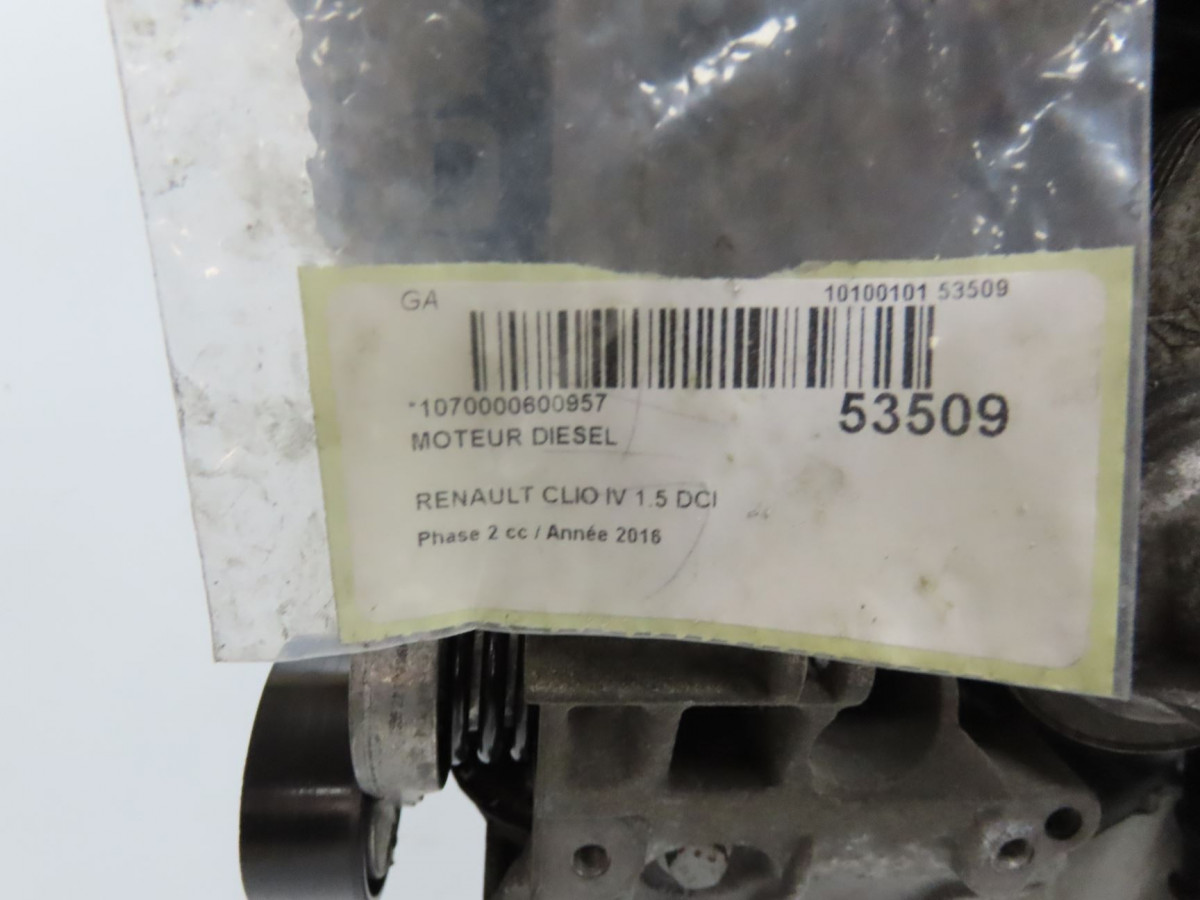 GA
10100101 53509
*1070000600957
53509
MOTEUR DIESEL
RENAULT CLIO IV 1.5 DCI
Phase 2 cc / Année 2016